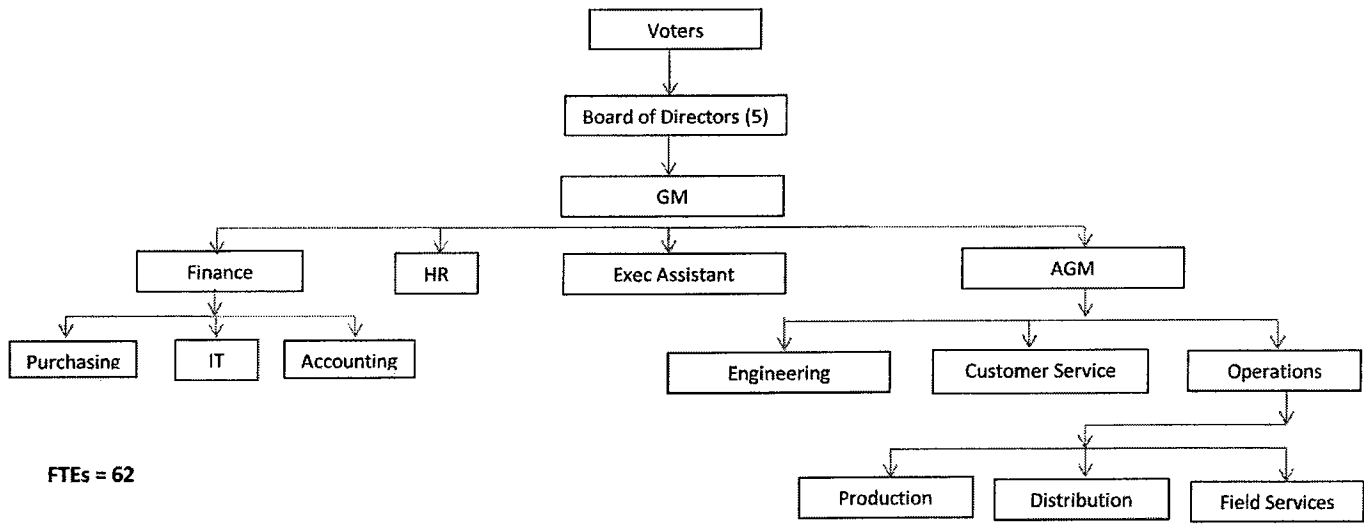 Voters
Board of Directors (5)
GM
Finance
HR
Exec Assistant
AGM
Purchasing
IT
Accounting
Engineering
Customer Service
Operations
FTEs = 62
Production
Distribution
Field Services